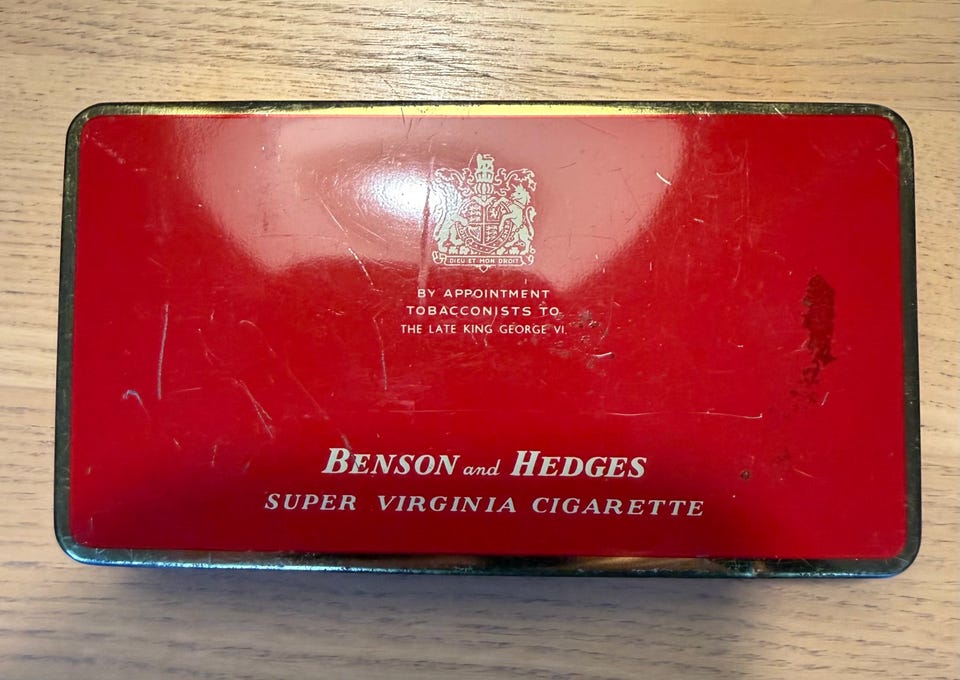 DIEU ET MON DROIT
BY APPOINTMENT
TOBACCONISTS TO
THE LATE KING GEORGE VI.
BENSON and HEDGES
SUPER VIRGINIA CIGARETTE